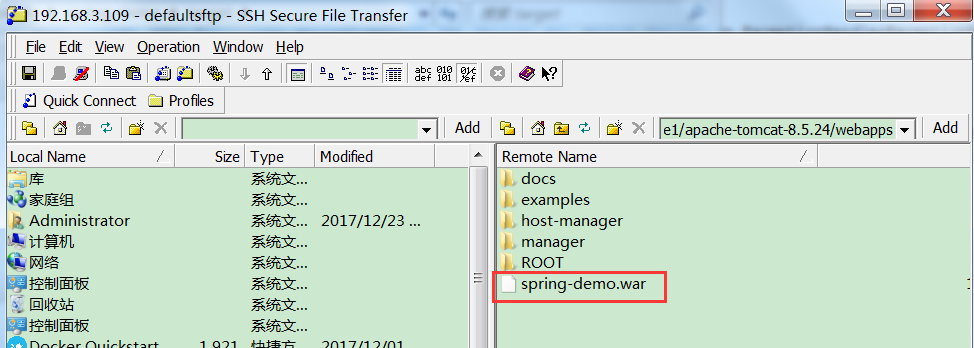 192.168.3.109 - defaultsftp - SSH Secure File Transfer
File Edit View Operation Window Help
Quick Connect Profiles
Add e1/apache-tomcat-8.5.24/webapps Add
Local Name / Size Type Modified
Remote Name /
库 系统文...
家庭组 系统文...
Administrator 系统文... 2017/12/23 ...
计算机 系统文...
网络 系统文...
控制面板 系统文...
回收站 系统文...
控制面板 系统文...
Docker Quickstart 1,921 快捷方 2017/12/01
docs
examples
host-manager
manager
ROOT
spring-demo.war